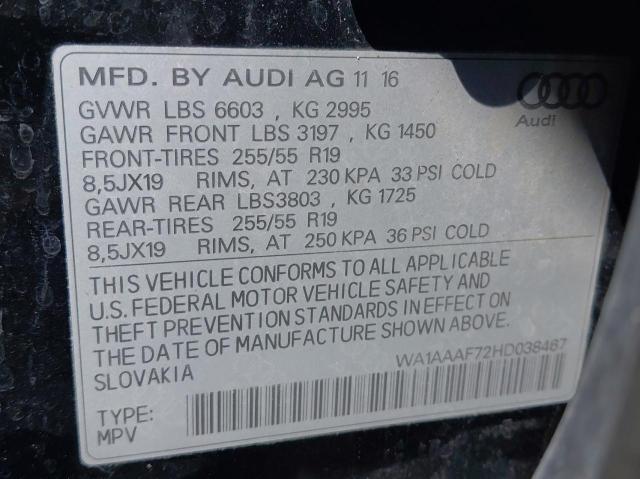 MFD. BY AUDI AG 11 16
GVWR LBS 6603 , KG 2995
GAWR FRONT LBS 3197 , KG 1450
FRONT-TIRES 255/55 R19
8,5JX19 RIMS, AT 230 KPA 33 PSI COLD
GAWR REAR LBS3803 , KG 1725
REAR-TIRES 255/55 R19
8,5JX19 RIMS, AT 250 KPA 36 PSI COLD
Audi
THIS VEHICLE CONFORMS TO ALL APPLICABLE
U.S. FEDERAL MOTOR VEHICLE SAFETY AND
THEFT PREVENTION STANDARDS IN EFFECT ON
THE DATE OF MANUFACTURE SHOWN ABOVE.
SLOVAKIA
WA1AAAF72HD038467
TYPE:
MPV